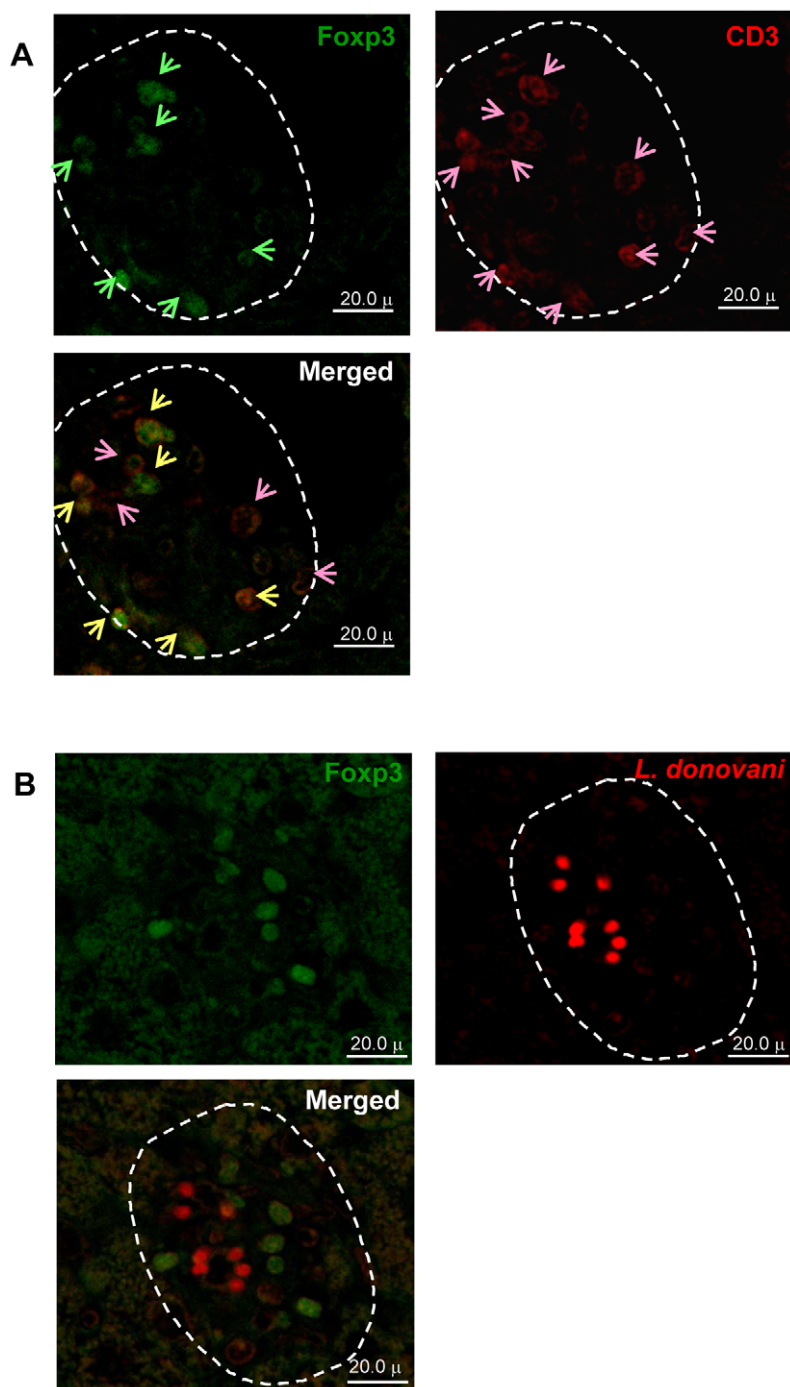 A
Foxp3
CD3
20.0 μ
20.0 μ
Merged
20.0 μ
B
Foxp3
L. donovani
20.0 μ
20.0 μ
Merged
20.0 μ